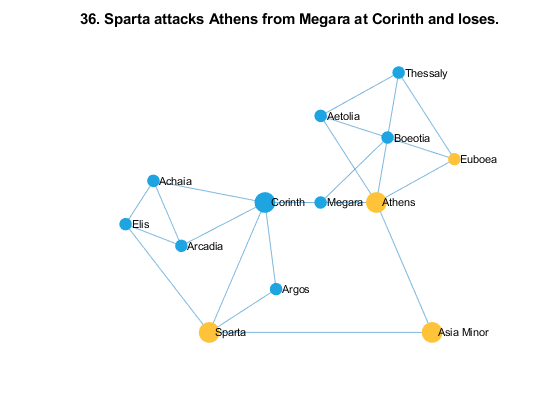 36. Sparta attacks Athens from Megara at Corinth and loses.
Thessaly
Aetolia
Boeotia
Euboea
Achaia
Corinth
Megara
Athens
Elis
Arcadia
Argos
Sparta
Asia Minor